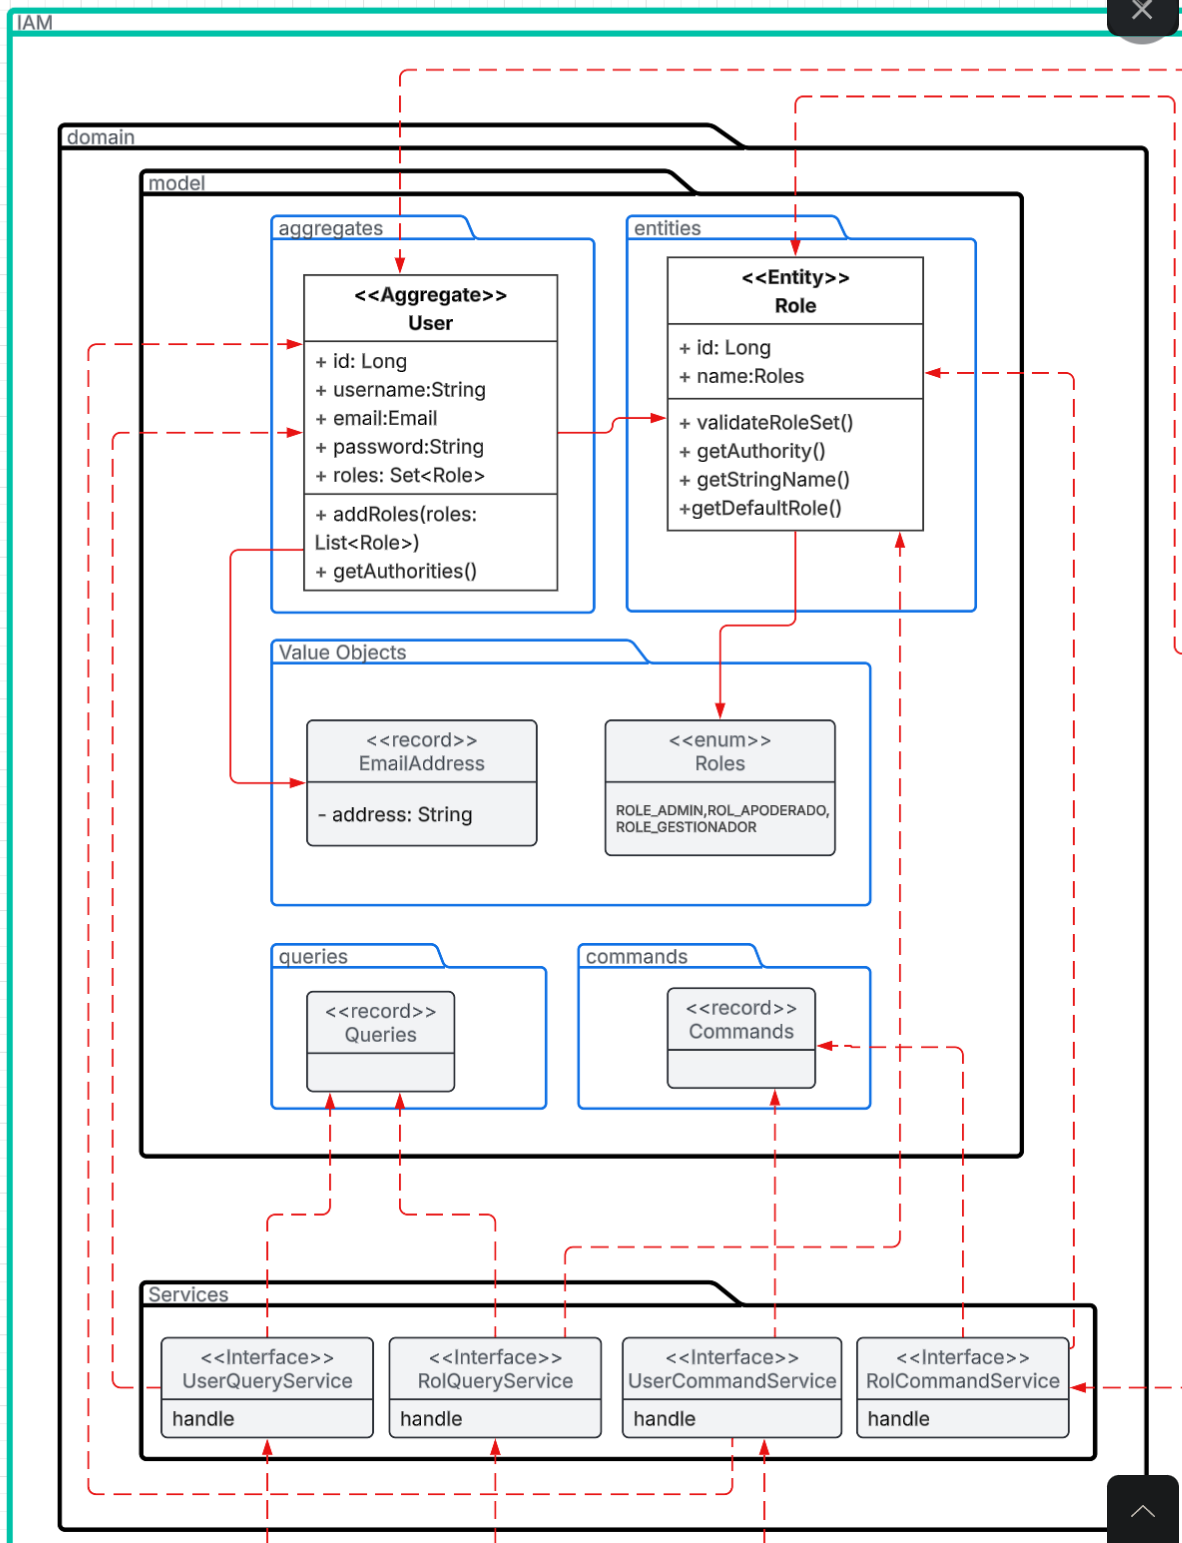 IAM
domain
model
aggregates
entities
<<Aggregate>>
User
+ id: Long
+ username:String
+ email:Email
+ password:String
+ roles: Set<Role>
+ addRoles(roles:
List<Role>)
+ getAuthorities()
<<Entity>>
Role
+ id: Long
+ name:Roles
+ validateRoleSet()
+ getAuthority()
+ getStringName()
+getDefaultRole()
Value Objects
<<record>>
EmailAddress
- address: String
<<enum>>
Roles
ROLE_ADMIN,ROL_APODERADO,
ROLE_GESTIONADOR
queries
<<record>>
Queries
commands
<<record>>
Commands
Services
<<Interface>>
UserQueryService
handle
<<Interface>>
RolQueryService
handle
<<Interface>>
UserCommandService
handle
<<Interface>>
RolCommandService
handle